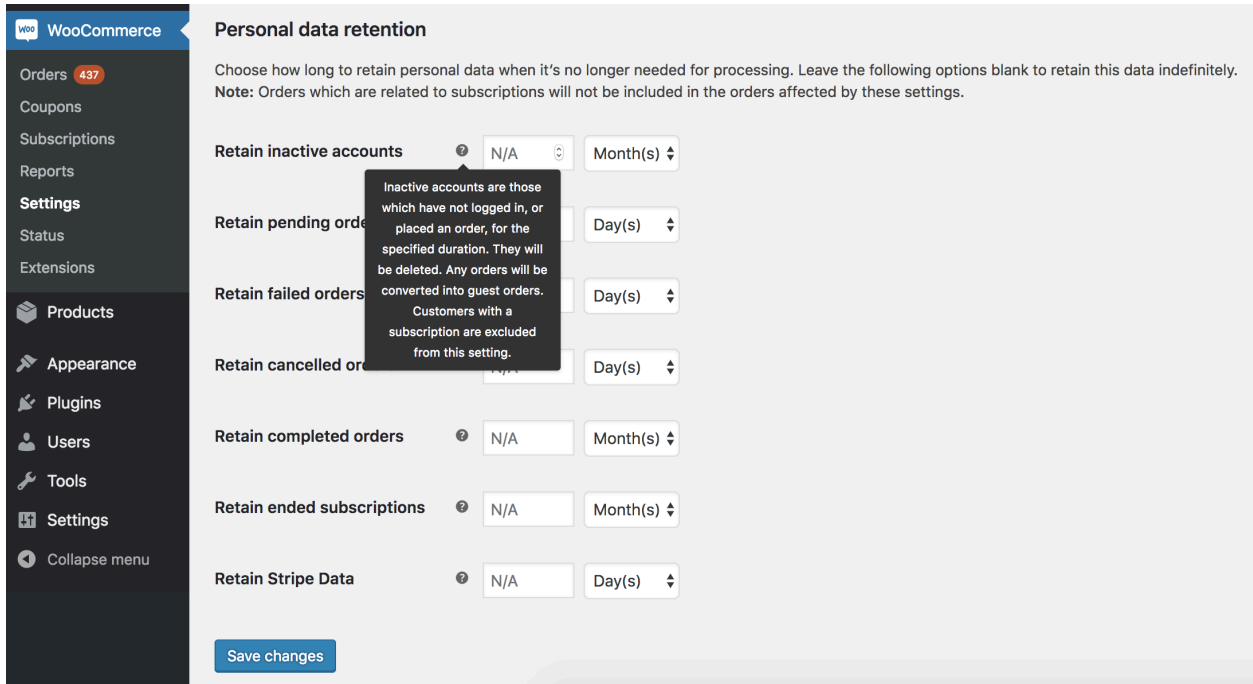 Woo WooCommerce
Orders 437
Coupons
Subscriptions
Reports
Settings
Status
Extensions
Products
Appearance
Plugins
Users
Tools
Settings
Collapse menu
Personal data retention
Choose how long to retain personal data when it's no longer needed for processing. Leave the following options blank to retain this data indefinitely.
Note: Orders which are related to subscriptions will not be included in the orders affected by these settings.
Retain inactive accounts ? N/A Month(s)
Inactive accounts are those
which have not logged in, or
placed an order, for the
specified duration. They will
be deleted. Any orders will be
converted into guest orders.
Customers with a
subscription are excluded
from this setting.
Retain pending orde Day(s)
Retain failed orders Day(s)
Retain cancelled or N/A Day(s)
Retain completed orders ? N/A Month(s)
Retain ended subscriptions ? N/A Month(s)
Retain Stripe Data ? N/A Day(s)
Save changes